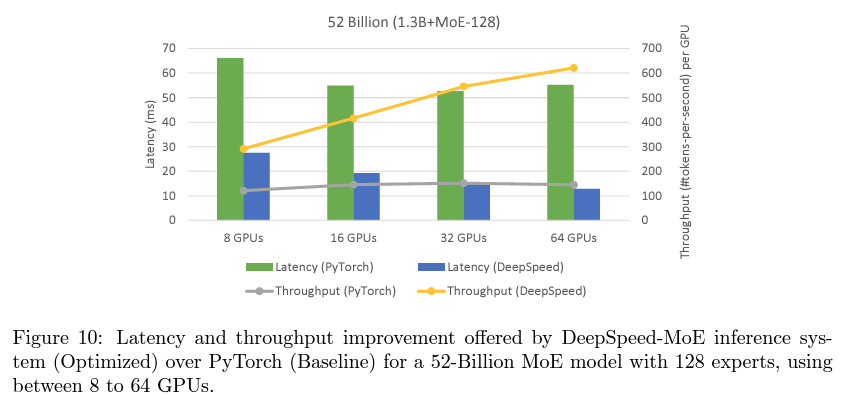 52 Billion (1.3B+MoE-128)
70
60
50
40
30
20
10
0
Latency (ms)
700
600
500
400
300
200
100
0
Throughput (#tokens-per-second) per GPU
8 GPUs
16 GPUs
32 GPUs
64 GPUs
Latency (PyTorch)
Latency (DeepSpeed)
Throughput (PyTorch)
Throughput (DeepSpeed)
Figure 10: Latency and throughput improvement offered by DeepSpeed-MoE inference sys-
tem (Optimized) over PyTorch (Baseline) for a 52-Billion MoE model with 128 experts, using
between 8 to 64 GPUs.